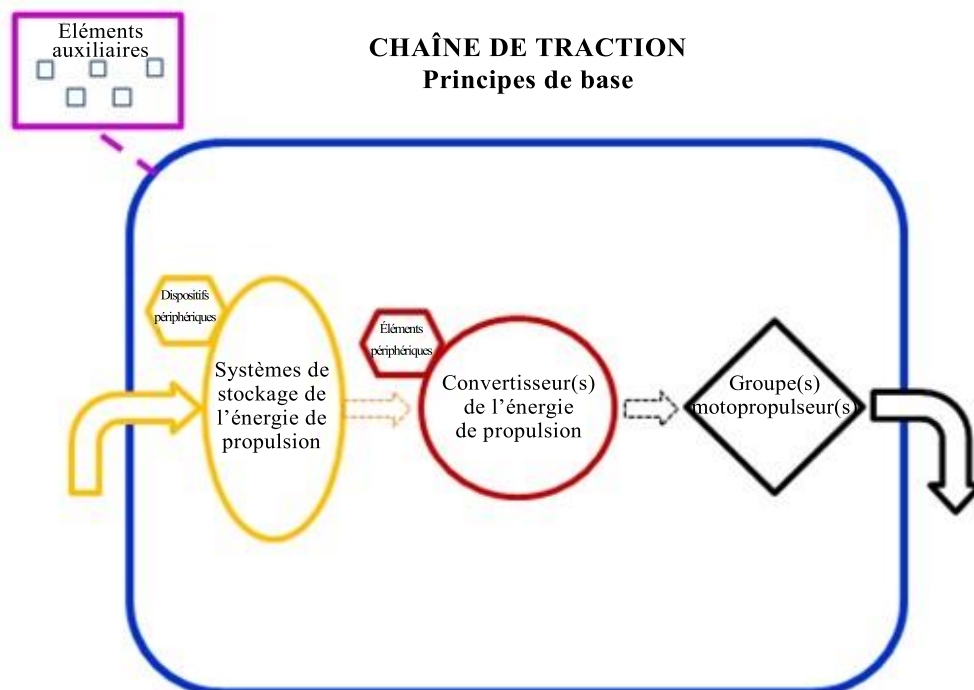 Eléments
auxiliaires
CHAÎNE DE TRACTION
Principes de base
Dispositifs
périphériques
Systèmes de
stockage de
l’énergie de
propulsion
Éléments
périphériques
Convertisseur(s)
de l’énergie
de propulsion
Groupe(s)
motopropulseur(s)